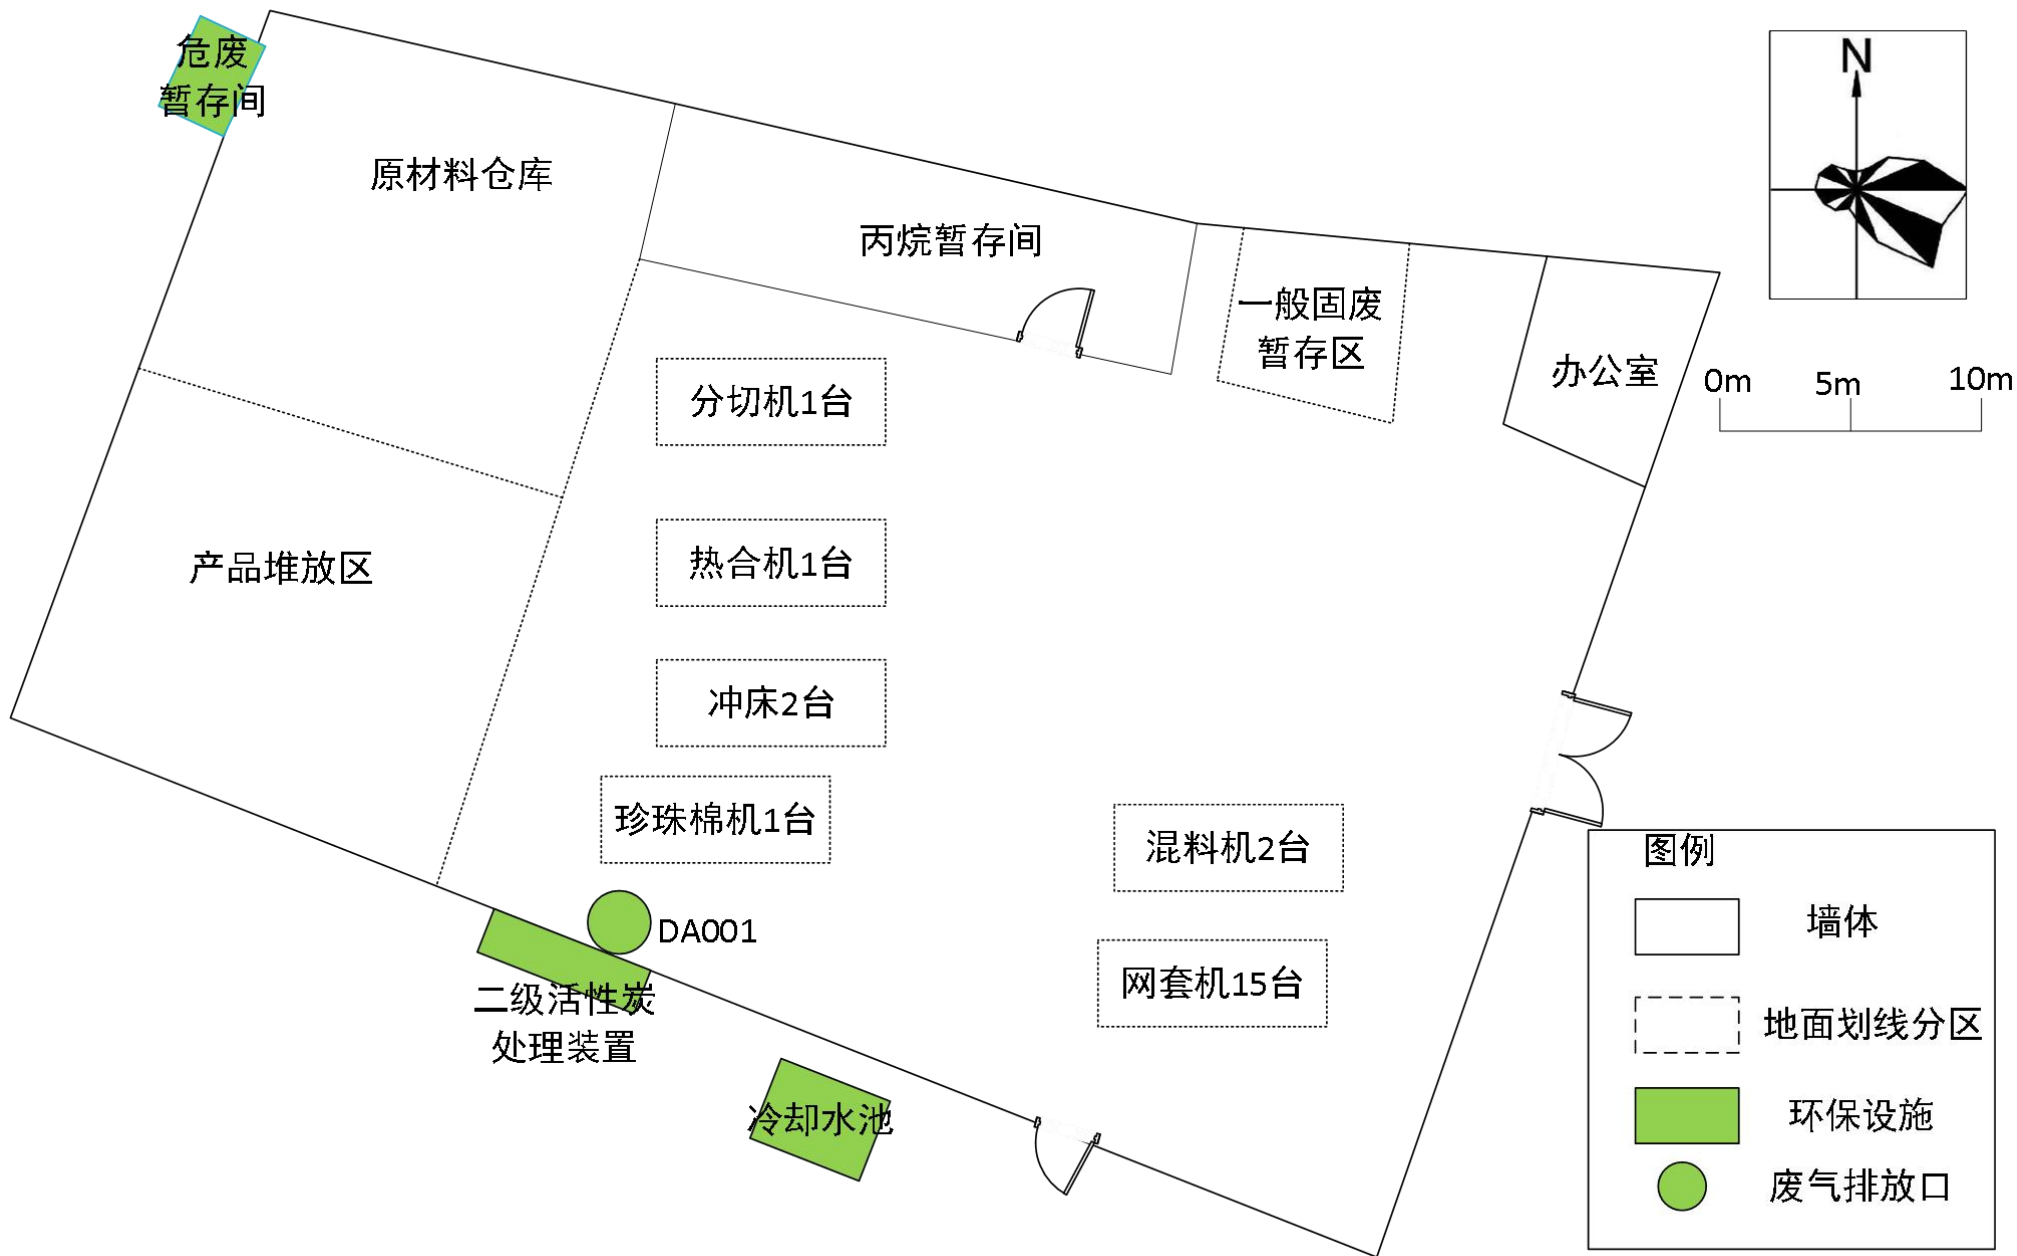 危废
暂存间
原材料仓库
丙烷暂存间
一般固废
暂存区
办公室
N
0m
5m
10m
分切机1台
热合机1台
产品堆放区
冲床2台
珍珠棉机1台
混料机2台
DA001
网套机15台
二级活性炭
处理装置
冷却水池
图例
墙体
地面划线分区
环保设施
废气排放口